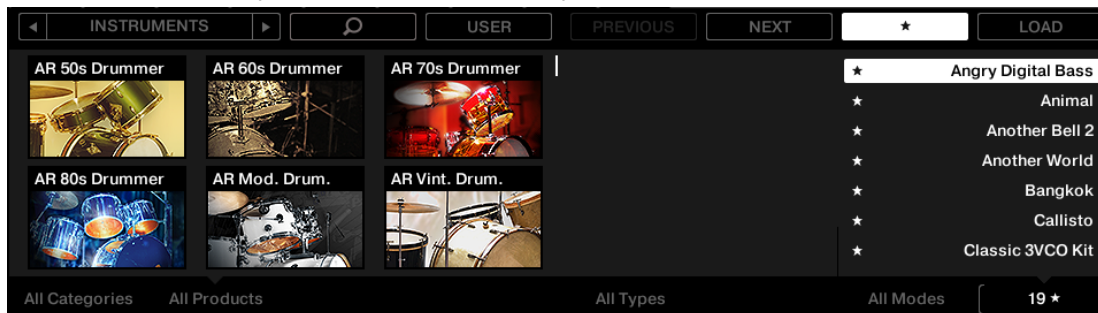 INSTRUMENTS USER PREVIOUS NEXT ★ LOAD
AR 50s Drummer AR 60s Drummer AR 70s Drummer
AR 80s Drummer AR Mod. Drum. AR Vint. Drum.
★ Angry Digital Bass
★ Animal
★ Another Bell 2
★ Another World
★ Bangkok
★ Callisto
★ Classic 3VCO Kit
All Categories All Products All Types All Modes 19 ★